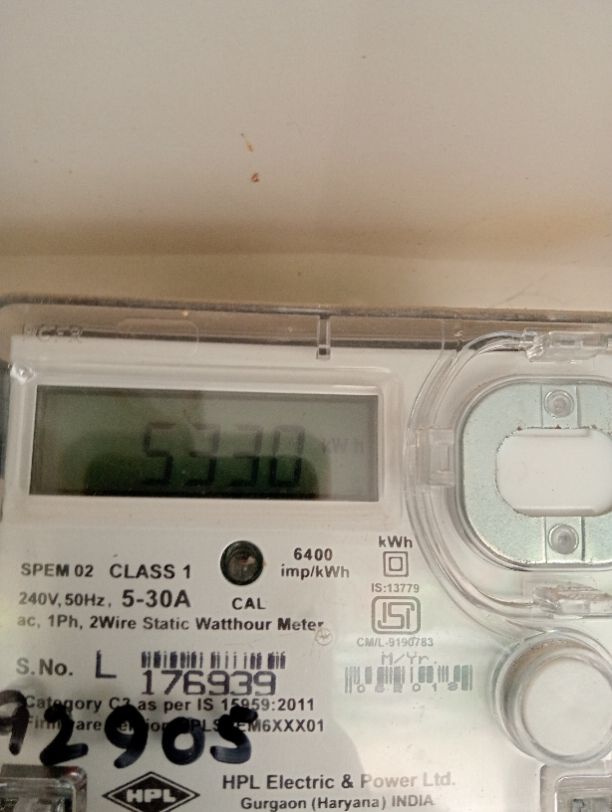 5330 kWh
6400
imp/kWh
kWh
SPEM 02 CLASS 1
IS:13779
240V, 50Hz, 5-30A
CAL
ac, 1Ph, 2Wire Static Watthour Meter
CM/L-9190783
M/Yr.
S.No. L
176939
Category C2 as per IS 15959:2011
2905
HPL
HPL Electric & Power Ltd.
Gurgaon (Haryana) INDIA